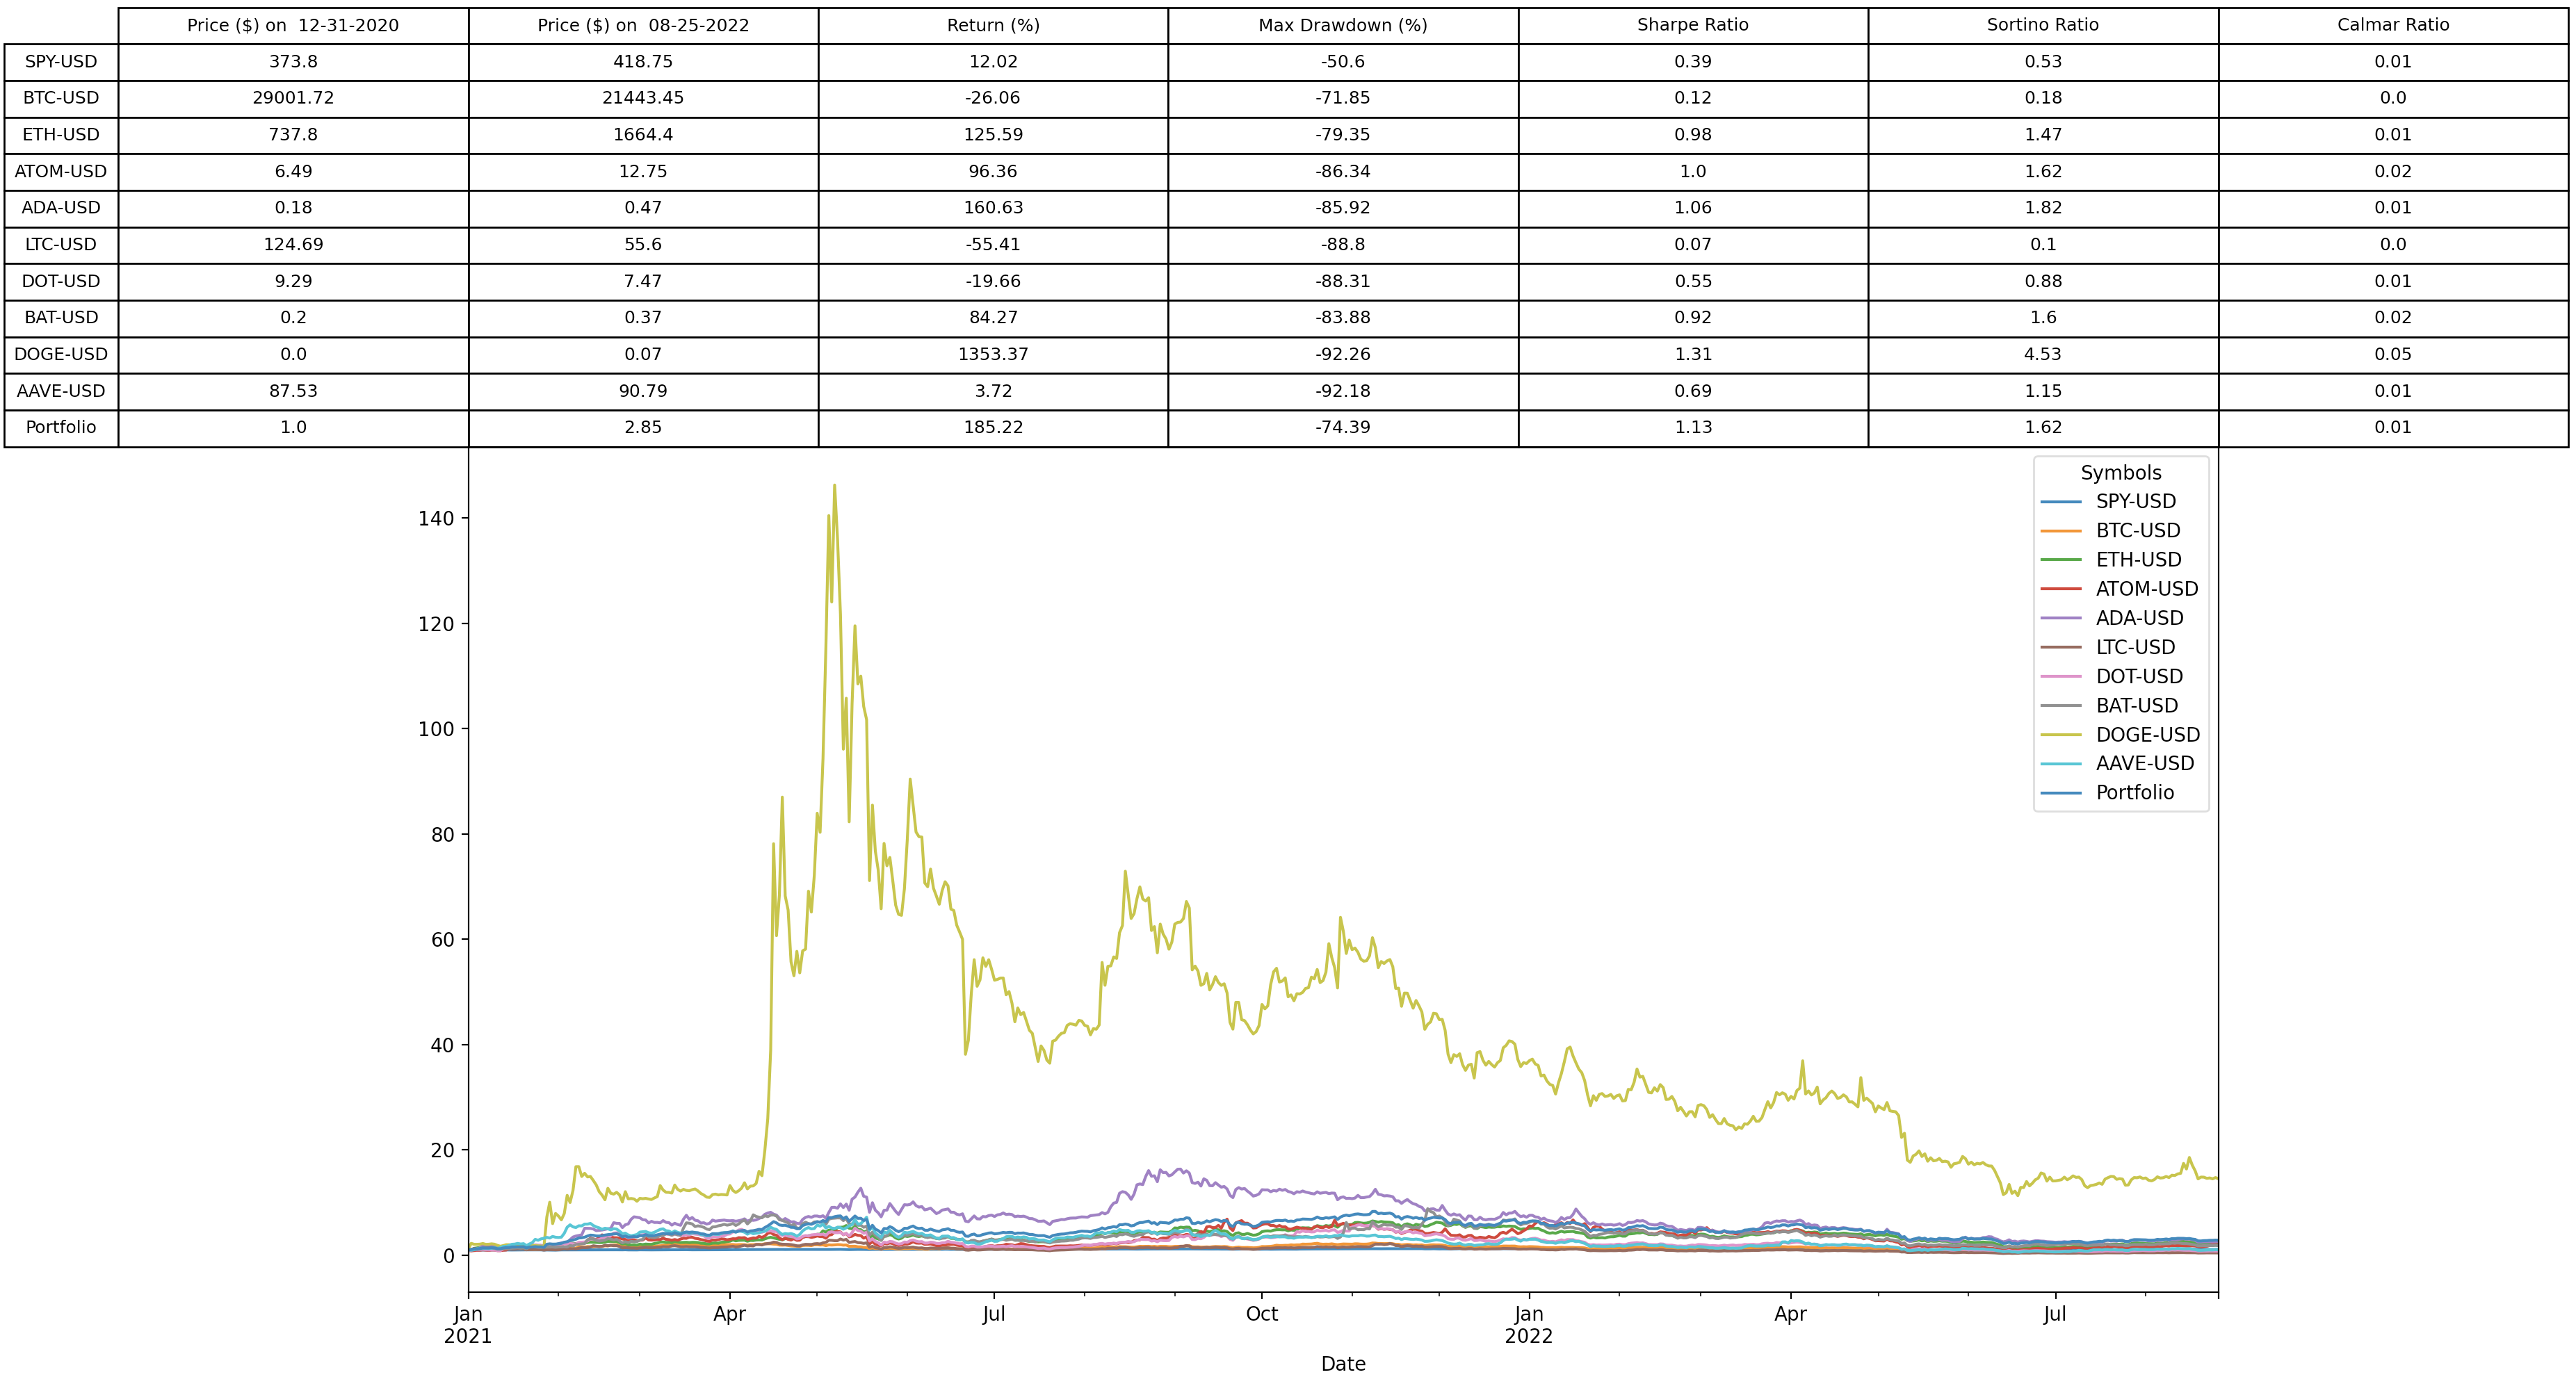 Price ($) on  12-31-2020 Price ($) on  08-25-2022 Return (%) Max Drawdown (%) Sharpe Ratio Sortino Ratio Calmar Ratio
SPY-USD 373.8 418.75 12.02 -50.6 0.39 0.53 0.01
BTC-USD 29001.72 21443.45 -26.06 -71.85 0.12 0.18 0.0
ETH-USD 737.8 1664.4 125.59 -79.35 0.98 1.47 0.01
ATOM-USD 6.49 12.75 96.36 -86.34 1.0 1.62 0.02
ADA-USD 0.18 0.47 160.63 -85.92 1.06 1.82 0.01
LTC-USD 124.69 55.6 -55.41 -88.8 0.07 0.1 0.0
DOT-USD 9.29 7.47 -19.66 -88.31 0.55 0.88 0.01
BAT-USD 0.2 0.37 84.27 -83.88 0.92 1.6 0.02
DOGE-USD 0.0 0.07 1353.37 -92.26 1.31 4.53 0.05
AAVE-USD 87.53 90.79 3.72 -92.18 0.69 1.15 0.01
Portfolio 1.0 2.85 185.22 -74.39 1.13 1.62 0.01
Symbols
SPY-USD
BTC-USD
ETH-USD
ATOM-USD
ADA-USD
LTC-USD
DOT-USD
BAT-USD
DOGE-USD
AAVE-USD
Portfolio
140
120
100
80
60
40
20
0
Jan Apr Jul Oct Jan Apr Jul
2021 2022
Date